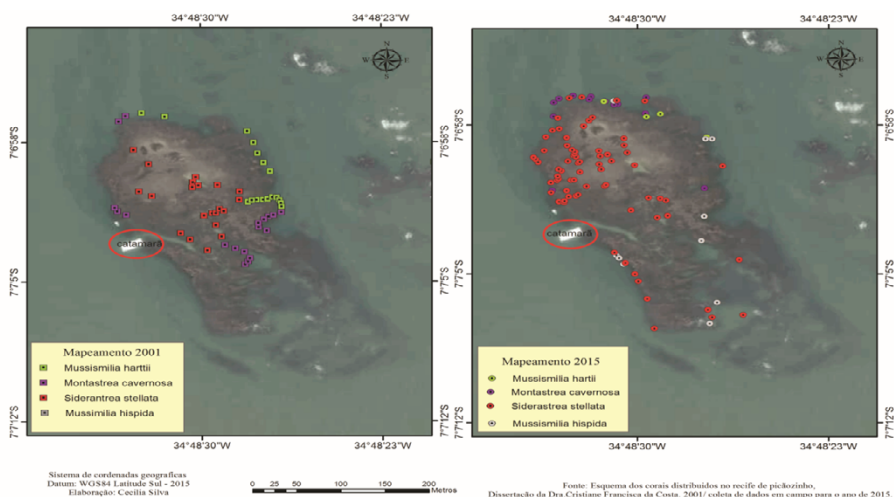 34°48'30"W
34°48'23"W
N
W E
S
7°6'58"S
7°7'5"S
7°7'12"S
catamarã
Mapeamento 2001
Mussismilia harttii
Montastrea cavernosa
Siderantrea stellata
Mussimilia hispida
34°48'30"W
34°48'23"W
34°48'30"W
34°48'23"W
N
W E
S
7°6'58"S
7°7'5"S
7°7'12"S
catamarã
Mapeamento 2015
Mussismilia hartii
Montastrea cavernosa
Siderastrea stellata
Mussismilia hispida
34°48'30"W
34°48'23"W
Sistema de cordemadas geograficas
Datum: WGS84 Latitude Sul - 2015
Elaboração: Cecilia Silva
0 25 50 100 150 200
Metros
Fonte: Esquema dos corais distribuidos no recife de picãozinho,
Dissertação da Dra.Cristiane Francisca da Costa, 2001/ coleta de dados em campo para o ano de 2015.